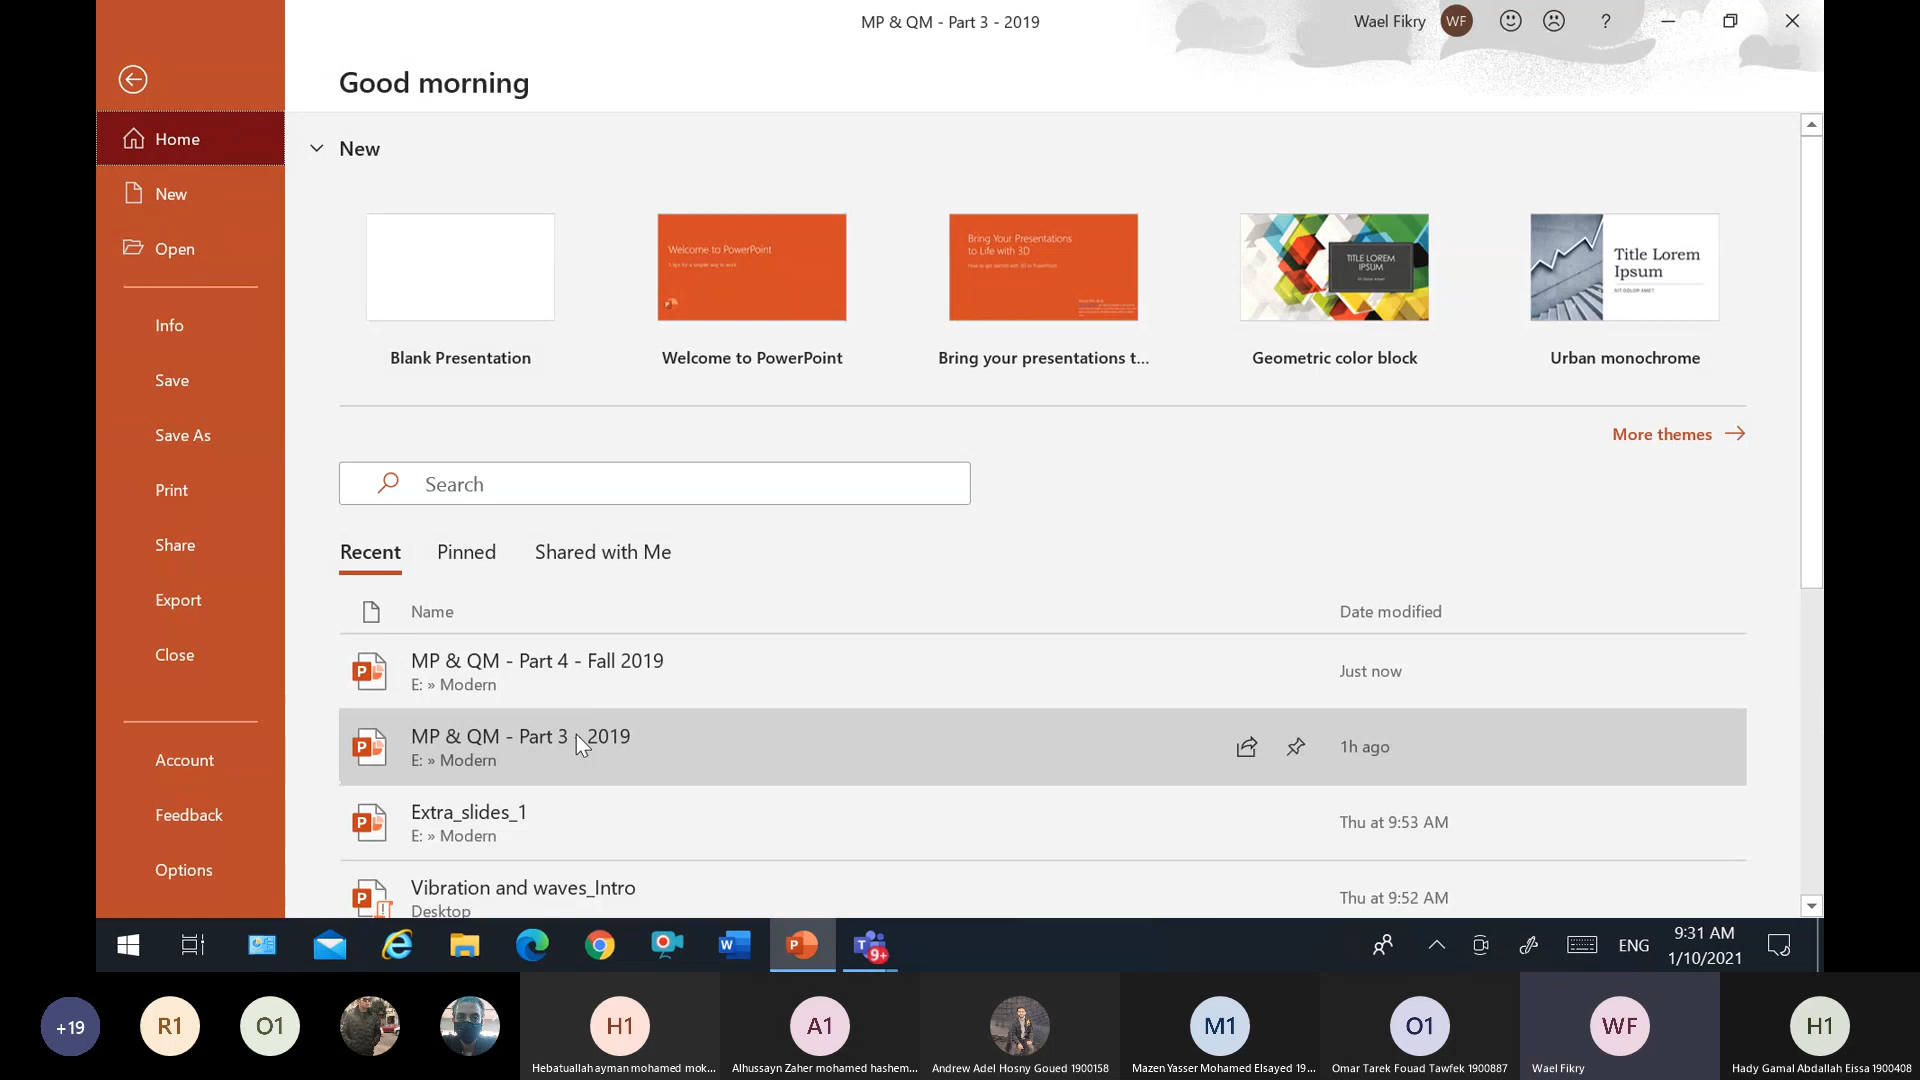 MP & QM - Part 3 - 2019
Wael Fikry
WF
?
Good morning
Home
New
Open
Info
Save
Save As
Print
Share
Export
Close
Account
Feedback
Options
New
Welcome to PowerPoint
Bring Your Presentations
to Life with 3D
TITLE LOREM
IPSUM
Title Lorem
Ipsum
SIT DOLOR AMET
Blank Presentation
Welcome to PowerPoint
Bring your presentations t...
Geometric color block
Urban monochrome
More themes
Search
Recent
Pinned
Shared with Me
Name
Date modified
MP & QM - Part 4 - Fall 2019
E: » Modern
Just now
MP & QM - Part 3 - 2019
E: » Modern
1h ago
Extra_slides_1
E: » Modern
Thu at 9:53 AM
Vibration and waves_Intro
Desktop
Thu at 9:52 AM
9+
ENG
9:31 AM
1/10/2021
+19
R1
O1
H1
A1
M1
O1
WF
H1
Hebatuallah ayman mohamed mok...
Alhussayn Zaher mohamed hashem...
Andrew Adel Hosny Goued 1900158
Mazen Yasser Mohamed Elsayed 19...
Omar Tarek Fouad Tawfek 1900887
Wael Fikry
Hady Gamal Abdallah Eissa 1900408